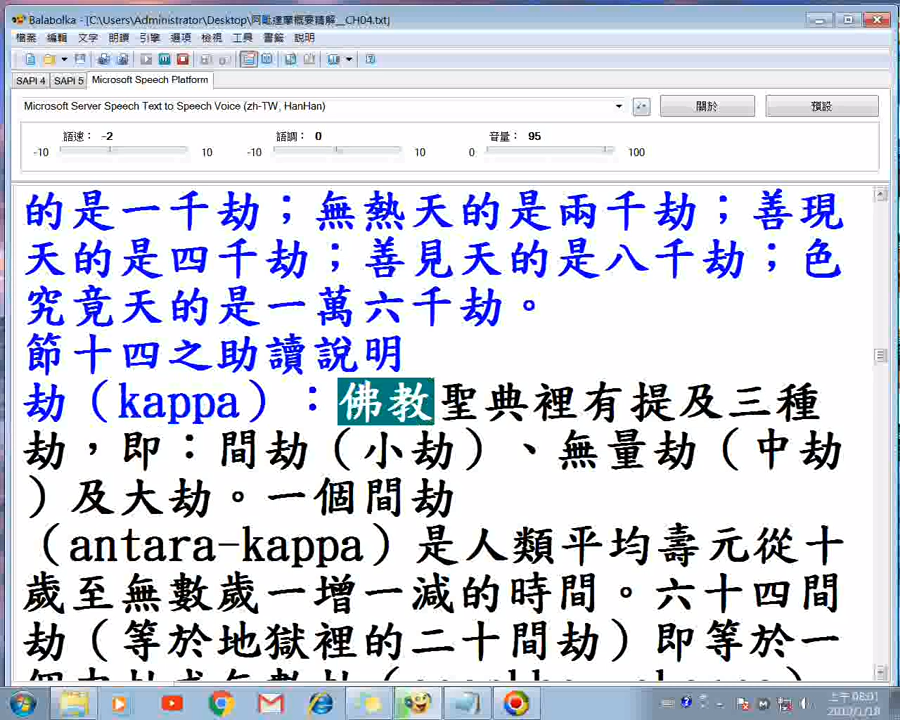 Balabolka - [C:\Users\Administrator\Desktop\阿毗達摩概要精解__CH04.txt]
檔案 編輯 文字 朗讀 引擎 選項 檢視 工具 書籤 說明
SAPI 4 SAPI 5 Microsoft Speech Platform
Microsoft Server Speech Text to Speech Voice (zh-TW, HanHan) 關於 預設
語速： -2 語調： 0 音量： 95
-10 10 -10 10 0 100
的是一千劫；無熱天的是兩千劫；善現
天的是四千劫；善見天的是八千劫；色
究竟天的是一萬六千劫。
節十四之助讀說明
劫（kappa）：佛教聖典裡有提及三種
劫，即：間劫（小劫）、無量劫（中劫
）及大劫。一個間劫
（antara-kappa）是人類平均壽元從十
歲至無數歲一增一減的時間。六十四間
劫（等於地獄裡的二十間劫）即等於一
上午 08:01